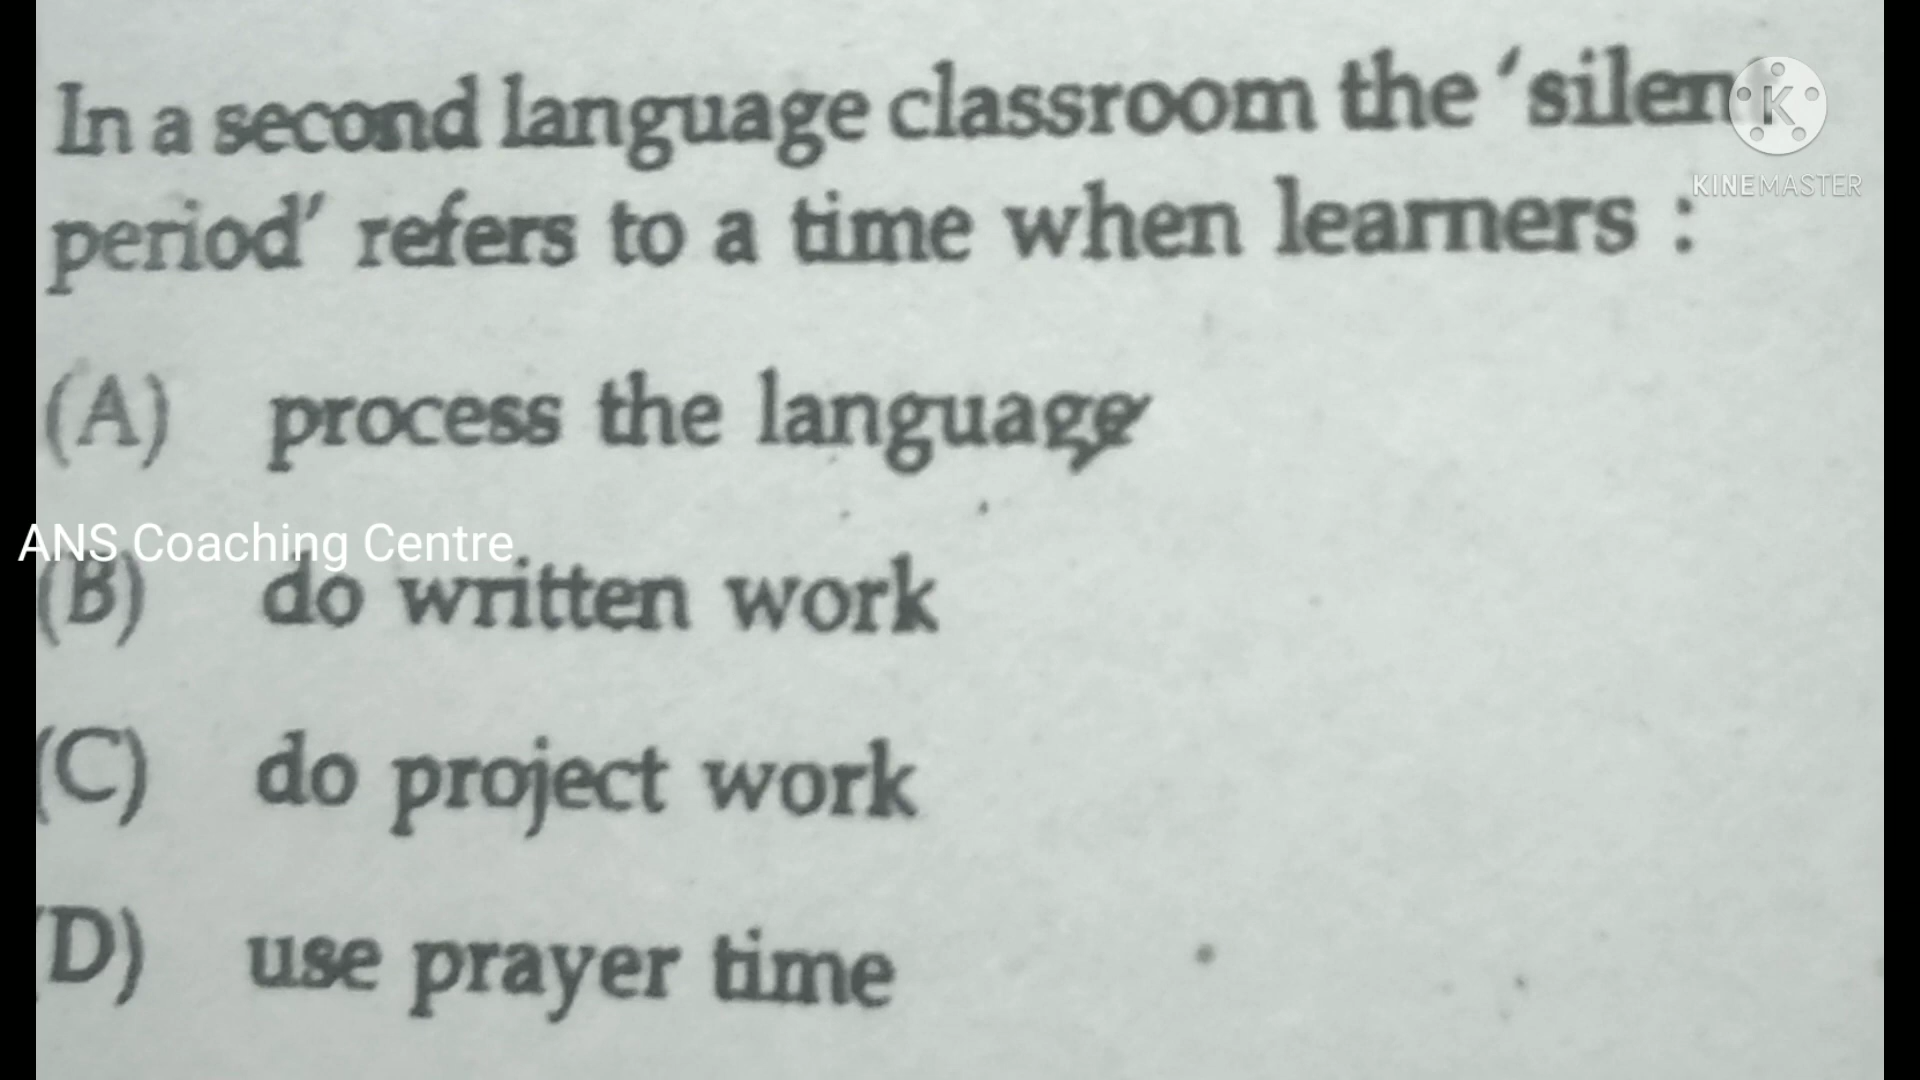 In a second language classroom the ‘silent
K
KINEMASTER
period’ refers to a time when learners :
(A) process the language
ANS Coaching Centre
(B) do written work
(C) do project work
(D) use prayer time